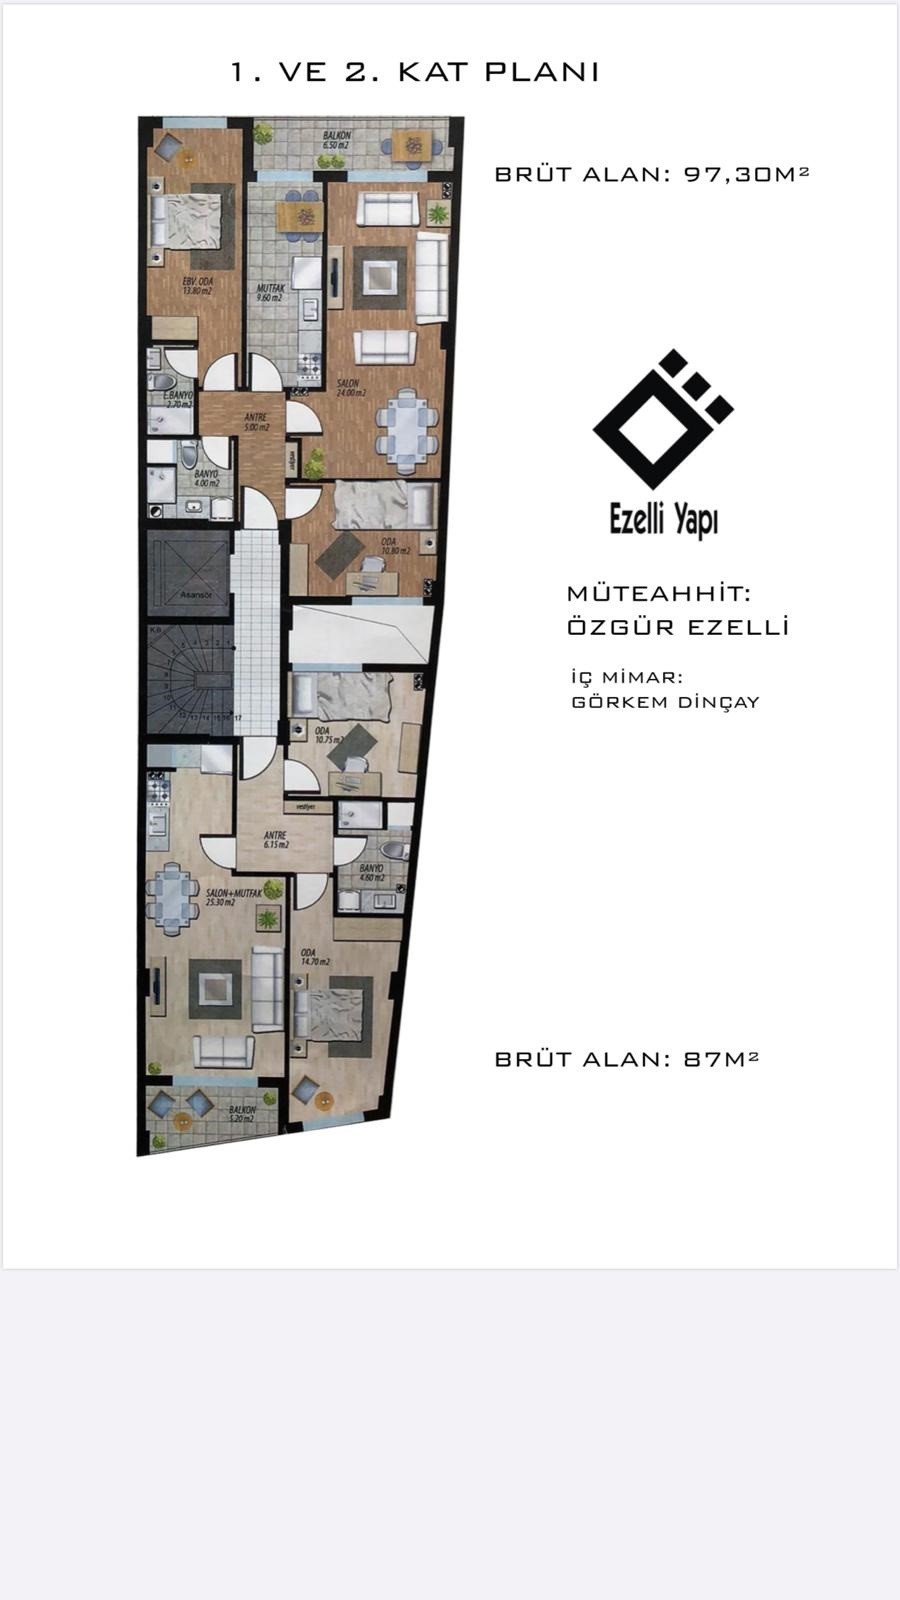 1. VE 2. KAT PLANI
BALKON
6.50 m2
BRÜT ALAN: 97,30M²
EBV. ODA
13.80 m2
MUTFAK
9.60 m2
SALON
24.00 m2
E.BANYO
2.70 m2
ANTRE
5.00 m2
vestiyer
BANYO
4.00 m2
ODA
10.80 m2
Asansör
Ezelli Yapı
MÜTEAHHİT:
ÖZGÜR EZELLİ
İÇ MİMAR:
GÖRKEM DİNÇAY
ODA
10.75 m2
vestiyer
ANTRE
6.15 m2
BANYO
4.60 m2
SALON+MUTFAK
25.30 m2
ODA
14.70 m2
BRÜT ALAN: 87M²
BALKON
5.20 m2